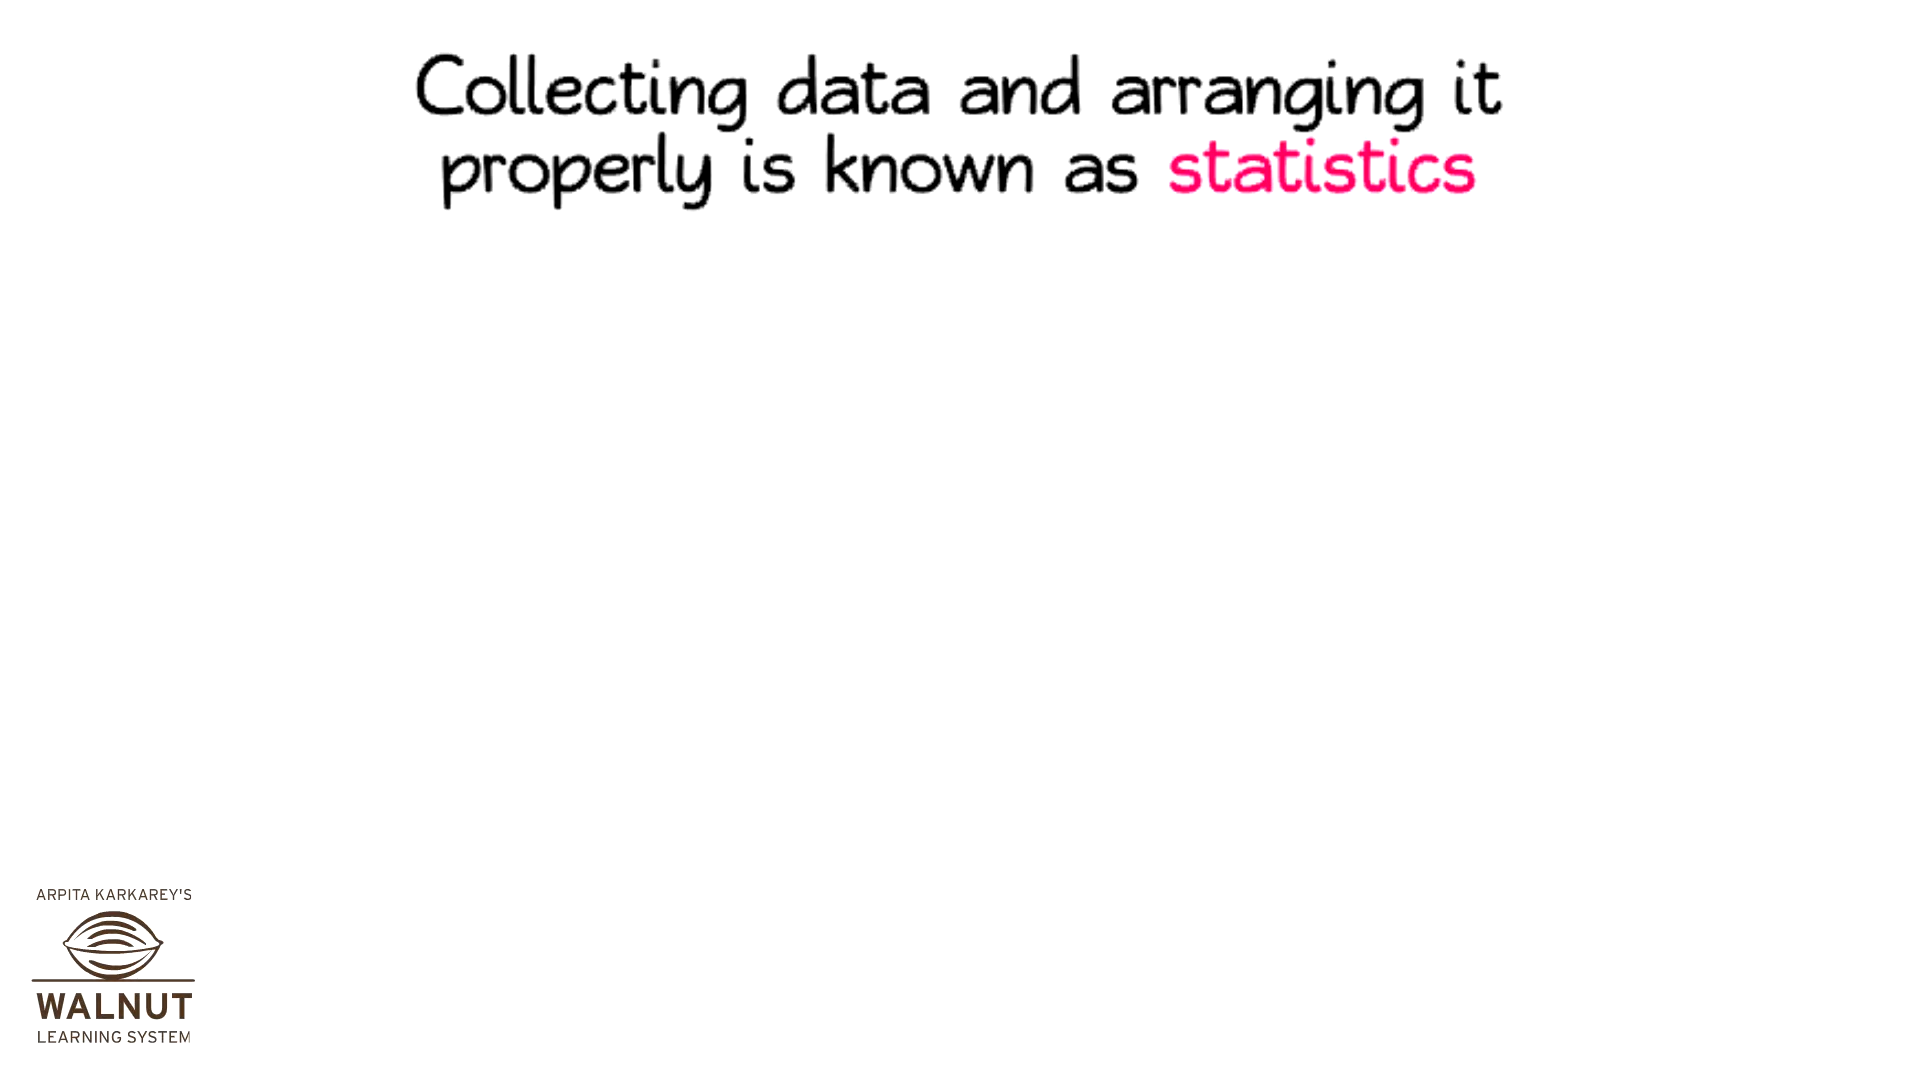 Collecting data and arranging it
properly is known as statistics
ARPITA KARKAREY'S
WALNUT
LEARNING SYSTEM